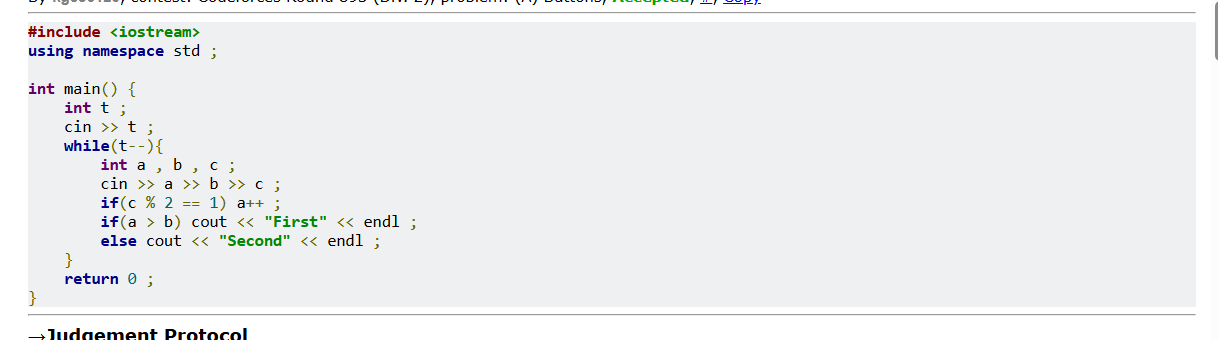 #include <iostream>
using namespace std ;
int main() {
int t ;
cin >> t ;
while(t--){
int a , b , c ;
cin >> a >> b >> c ;
if(c % 2 == 1) a++ ;
if(a > b) cout << "First" << endl ;
else cout << "Second" << endl ;
}
return 0 ;
}
→Judgement Protocol